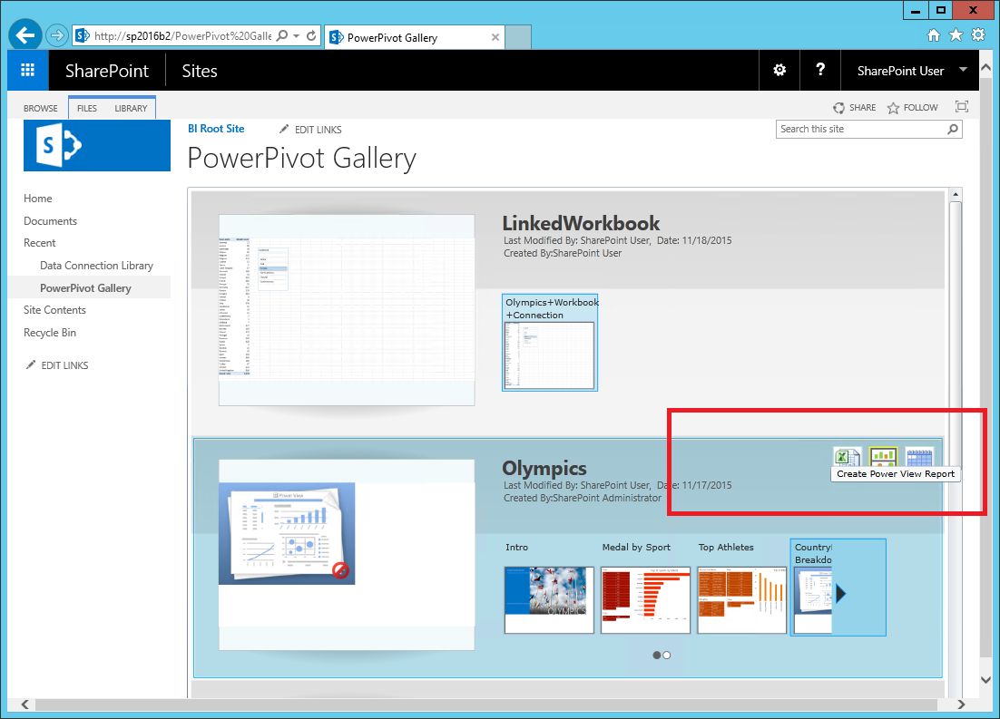 http://sp2016b2/PowerPivot%20Galle
PowerPivot Gallery
SharePoint
Sites
?
SharePoint User
BROWSE
FILES
LIBRARY
SHARE
FOLLOW
S
BI Root Site
EDIT LINKS
Search this site
PowerPivot Gallery
Home
Documents
Recent
Data Connection Library
PowerPivot Gallery
Site Contents
Recycle Bin
EDIT LINKS
LinkedWorkbook
Last Modified By: SharePoint User, Date: 11/18/2015
Created By:SharePoint User
Olympics+Workbook
+Connection
Olympics
Last Modified By: SharePoint User, Date: 11/17/2015
Created By:SharePoint Administrator
Create Power View Report
Power View
Intro
Medal by Sport
Top Athletes
Country
Breakdo
OLYMPICS